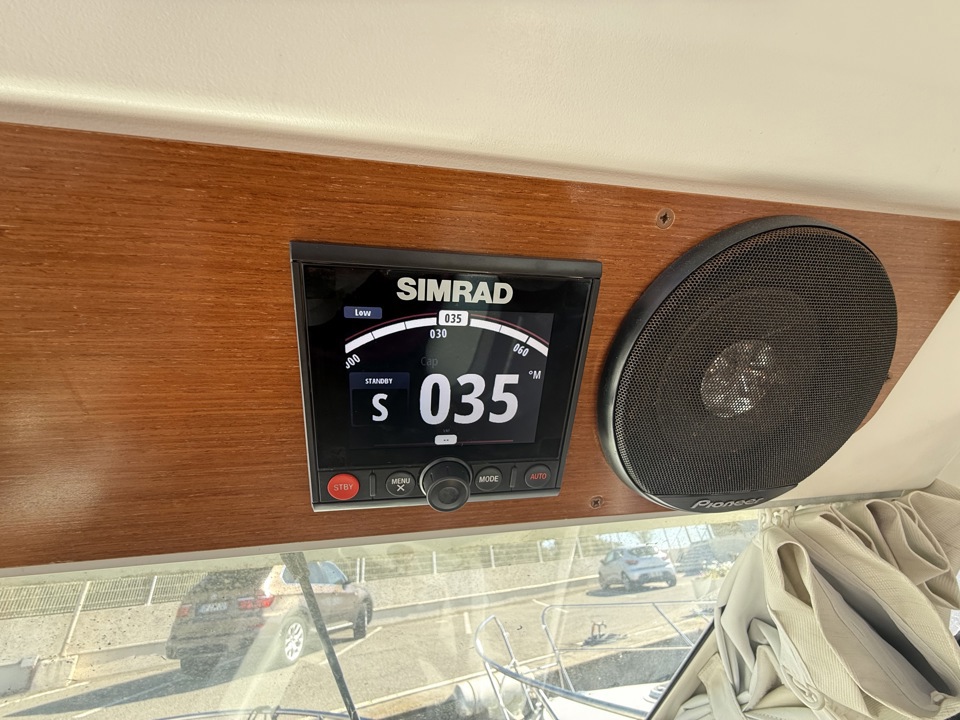 SIMRAD
Low
035
000
030
060
Cap
°M
STANDBY
S
035
--
STBY
MENU
X
MODE
AUTO
Pioneer